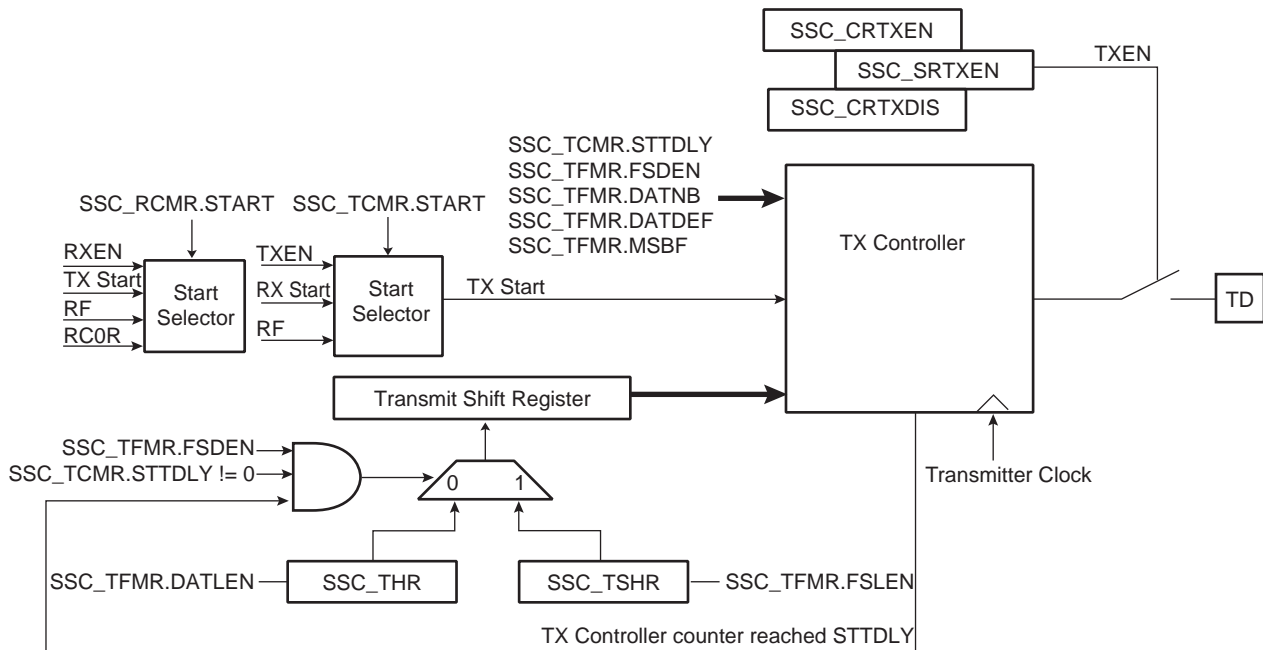 SSC_CRTXEN
SSC_SRTXEN
TXEN
SSC_CRTXDIS
SSC_TCMR.STTDLY
SSC_TFMR.FSDEN
SSC_TFMR.DATNB
SSC_TFMR.DATDEF
SSC_TFMR.MSBF
SSC_RCMR.START
SSC_TCMR.START
TX Controller
RXEN
TX Start
RF
RC0R
Start
Selector
TXEN
RX Start
RF
Start
Selector
TX Start
TD
Transmit Shift Register
SSC_TFMR.FSDEN
SSC_TCMR.STTDLY != 0
0
1
Transmitter Clock
SSC_TFMR.DATLEN
SSC_THR
SSC_TSHR
SSC_TFMR.FSLEN
TX Controller counter reached STTDLY